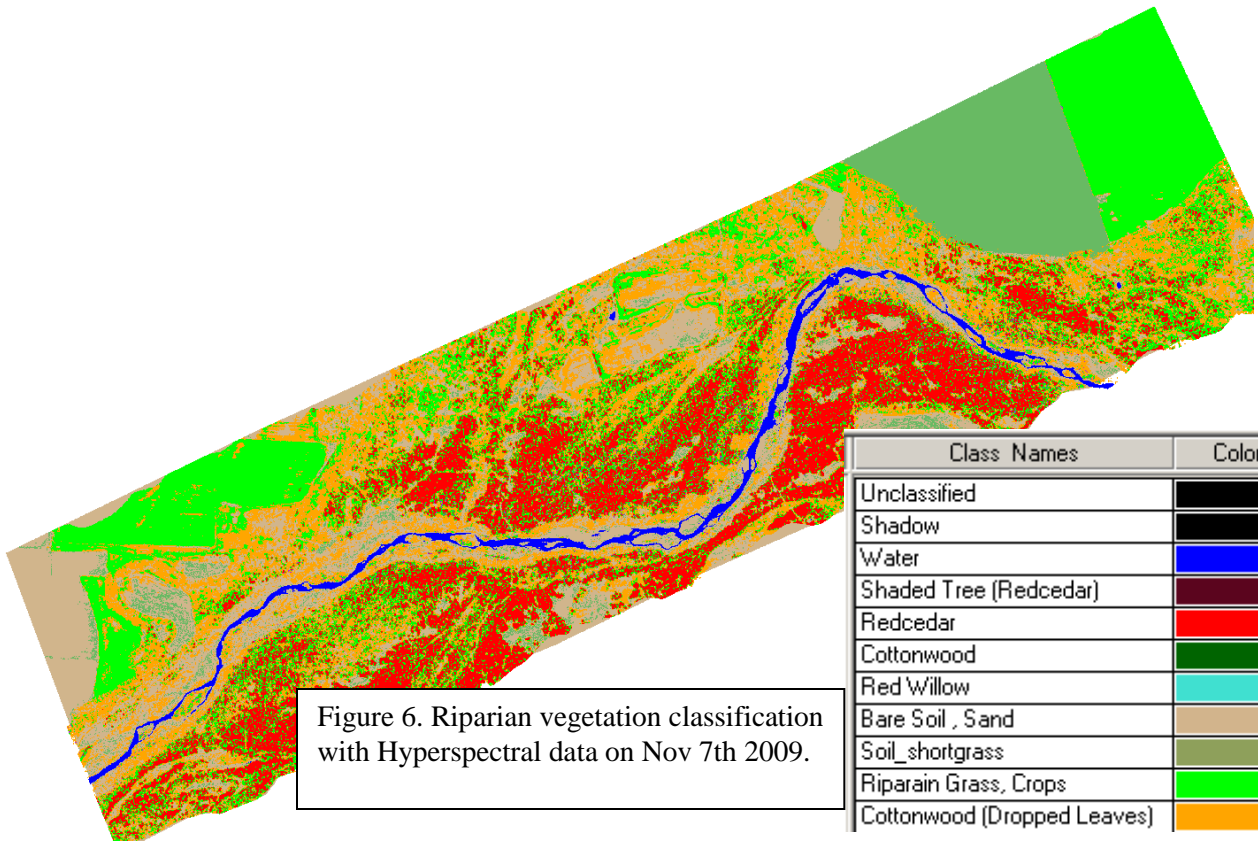 Class Names Color
Unclassified
Shadow
Water
Shaded Tree (Redcedar)
Redcedar
Cottonwood
Red Willow
Bare Soil , Sand
Soil_shortgrass
Riparain Grass, Crops
Cottonwood (Dropped Leaves)
Figure 6. Riparian vegetation classification
with Hyperspectral data on Nov 7th 2009.